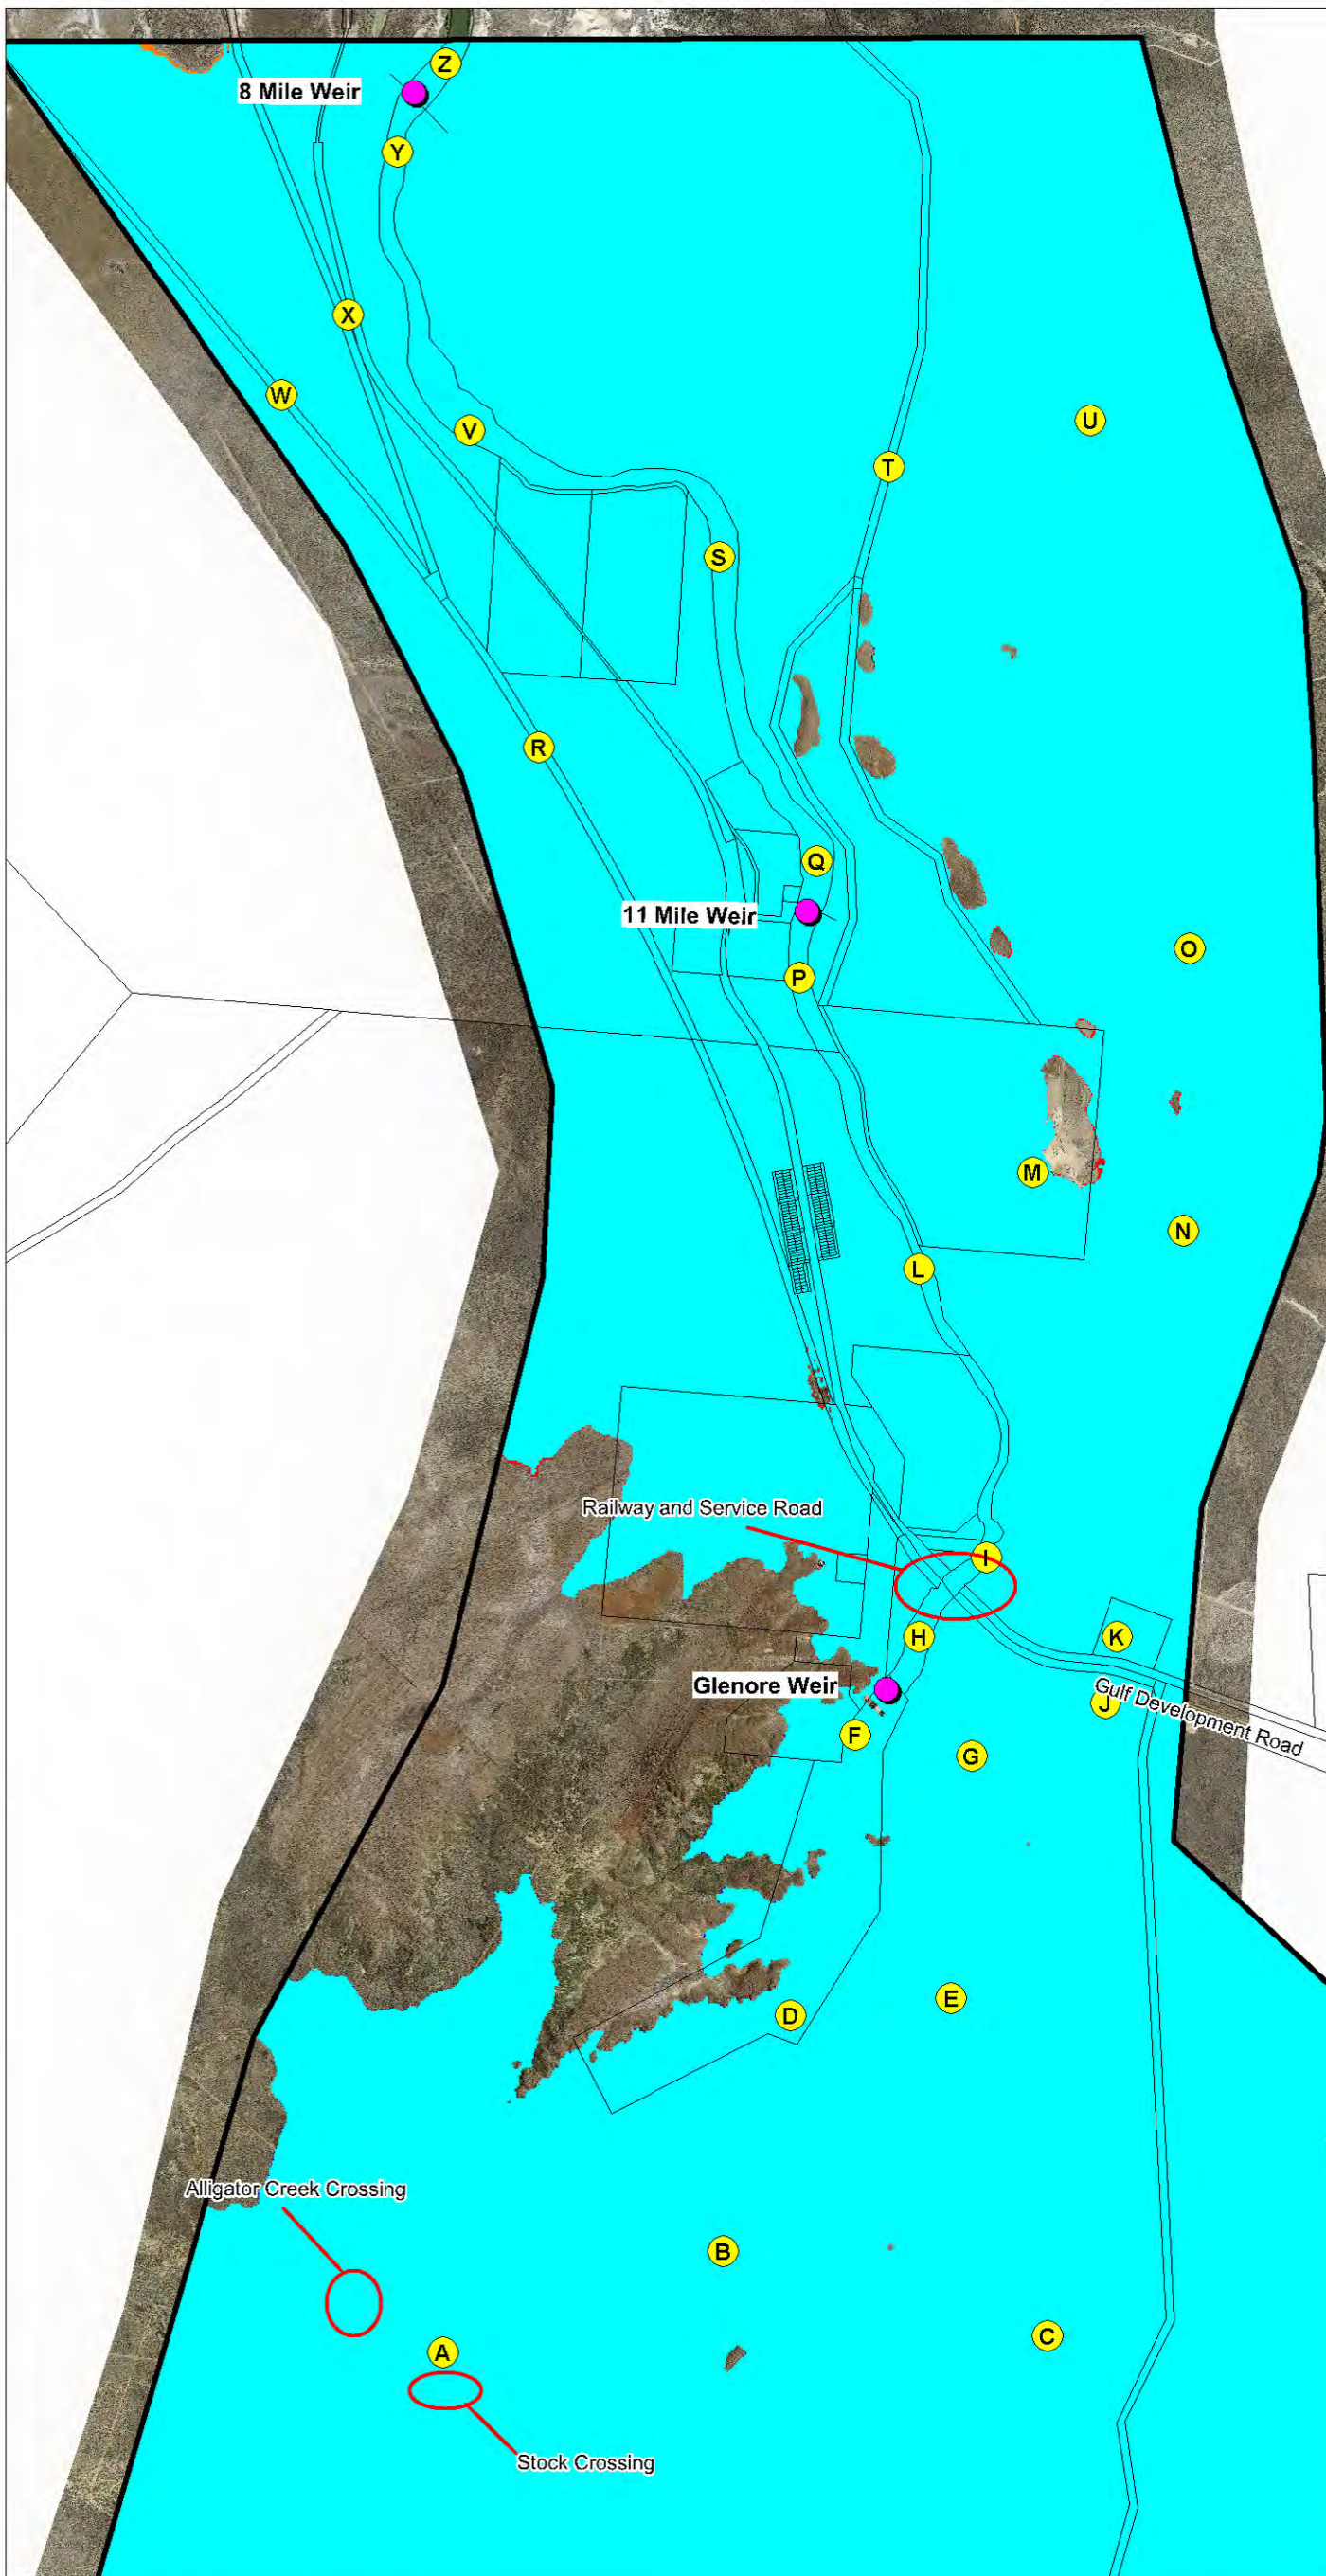 Z
8 Mile Weir
Y
X
W
U
V
T
S
R
Q
11 Mile Weir
O
P
M
N
L
Railway and Service Road
I
H
K
Glenore Weir
J
Gulf Development Road
F
G
E
D
Alligator Creek Crossing
B
C
A
Stock Crossing